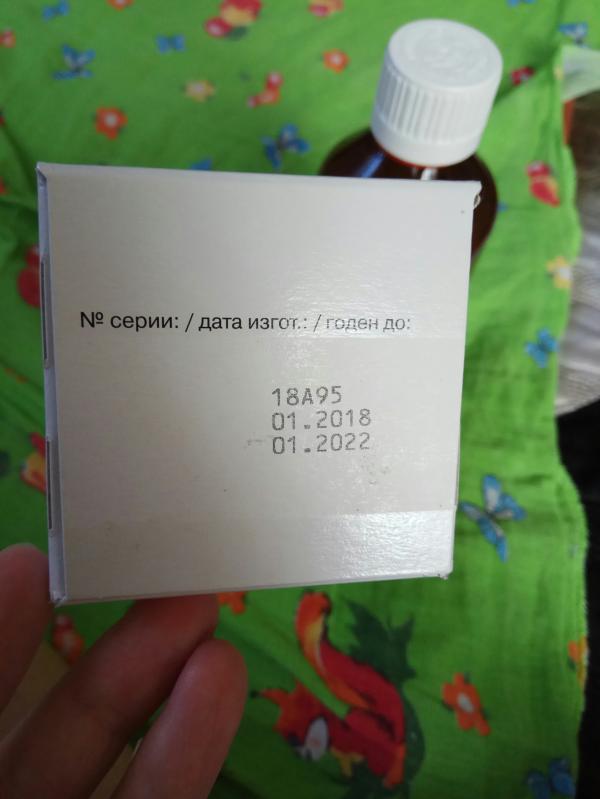 № серии: / дата изгот.: / годен до:
18A95
01.2018
01.2022